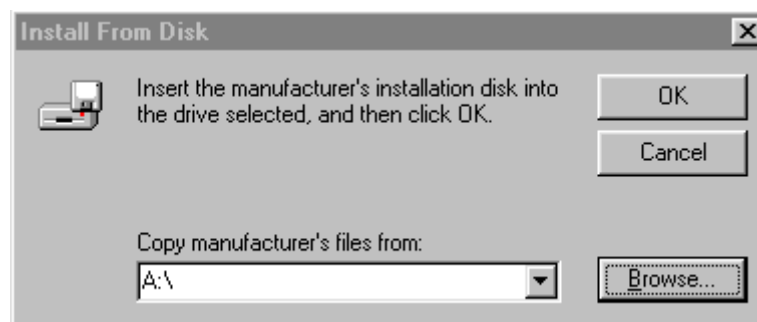 Install From Disk
Insert the manufacturer's installation disk into
the drive selected, and then click OK.
OK
Cancel
Copy manufacturer's files from:
A:\
Browse...